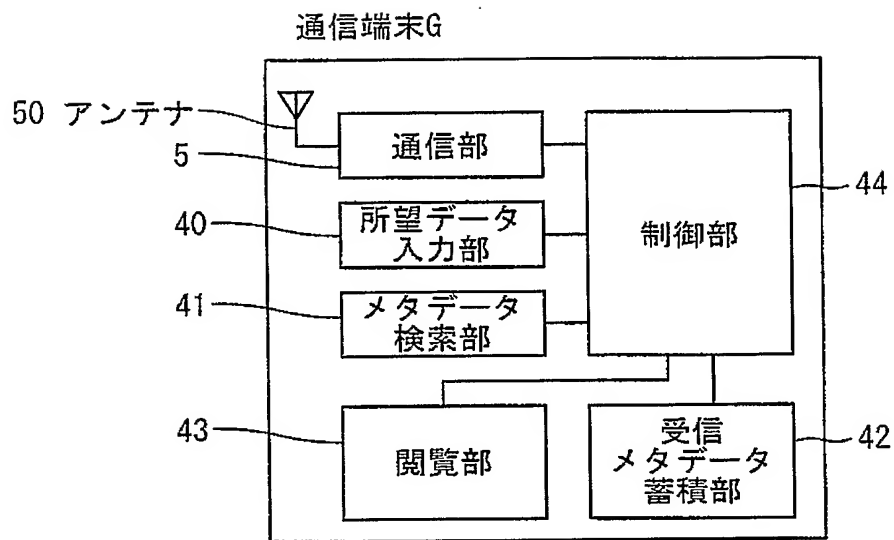 通信端末G
50 アンテナ
5
通信部
44
制御部
40
所望データ
入力部
41
メタデータ
検索部
43
閲覧部
受信
メタデータ
蓄積部
42